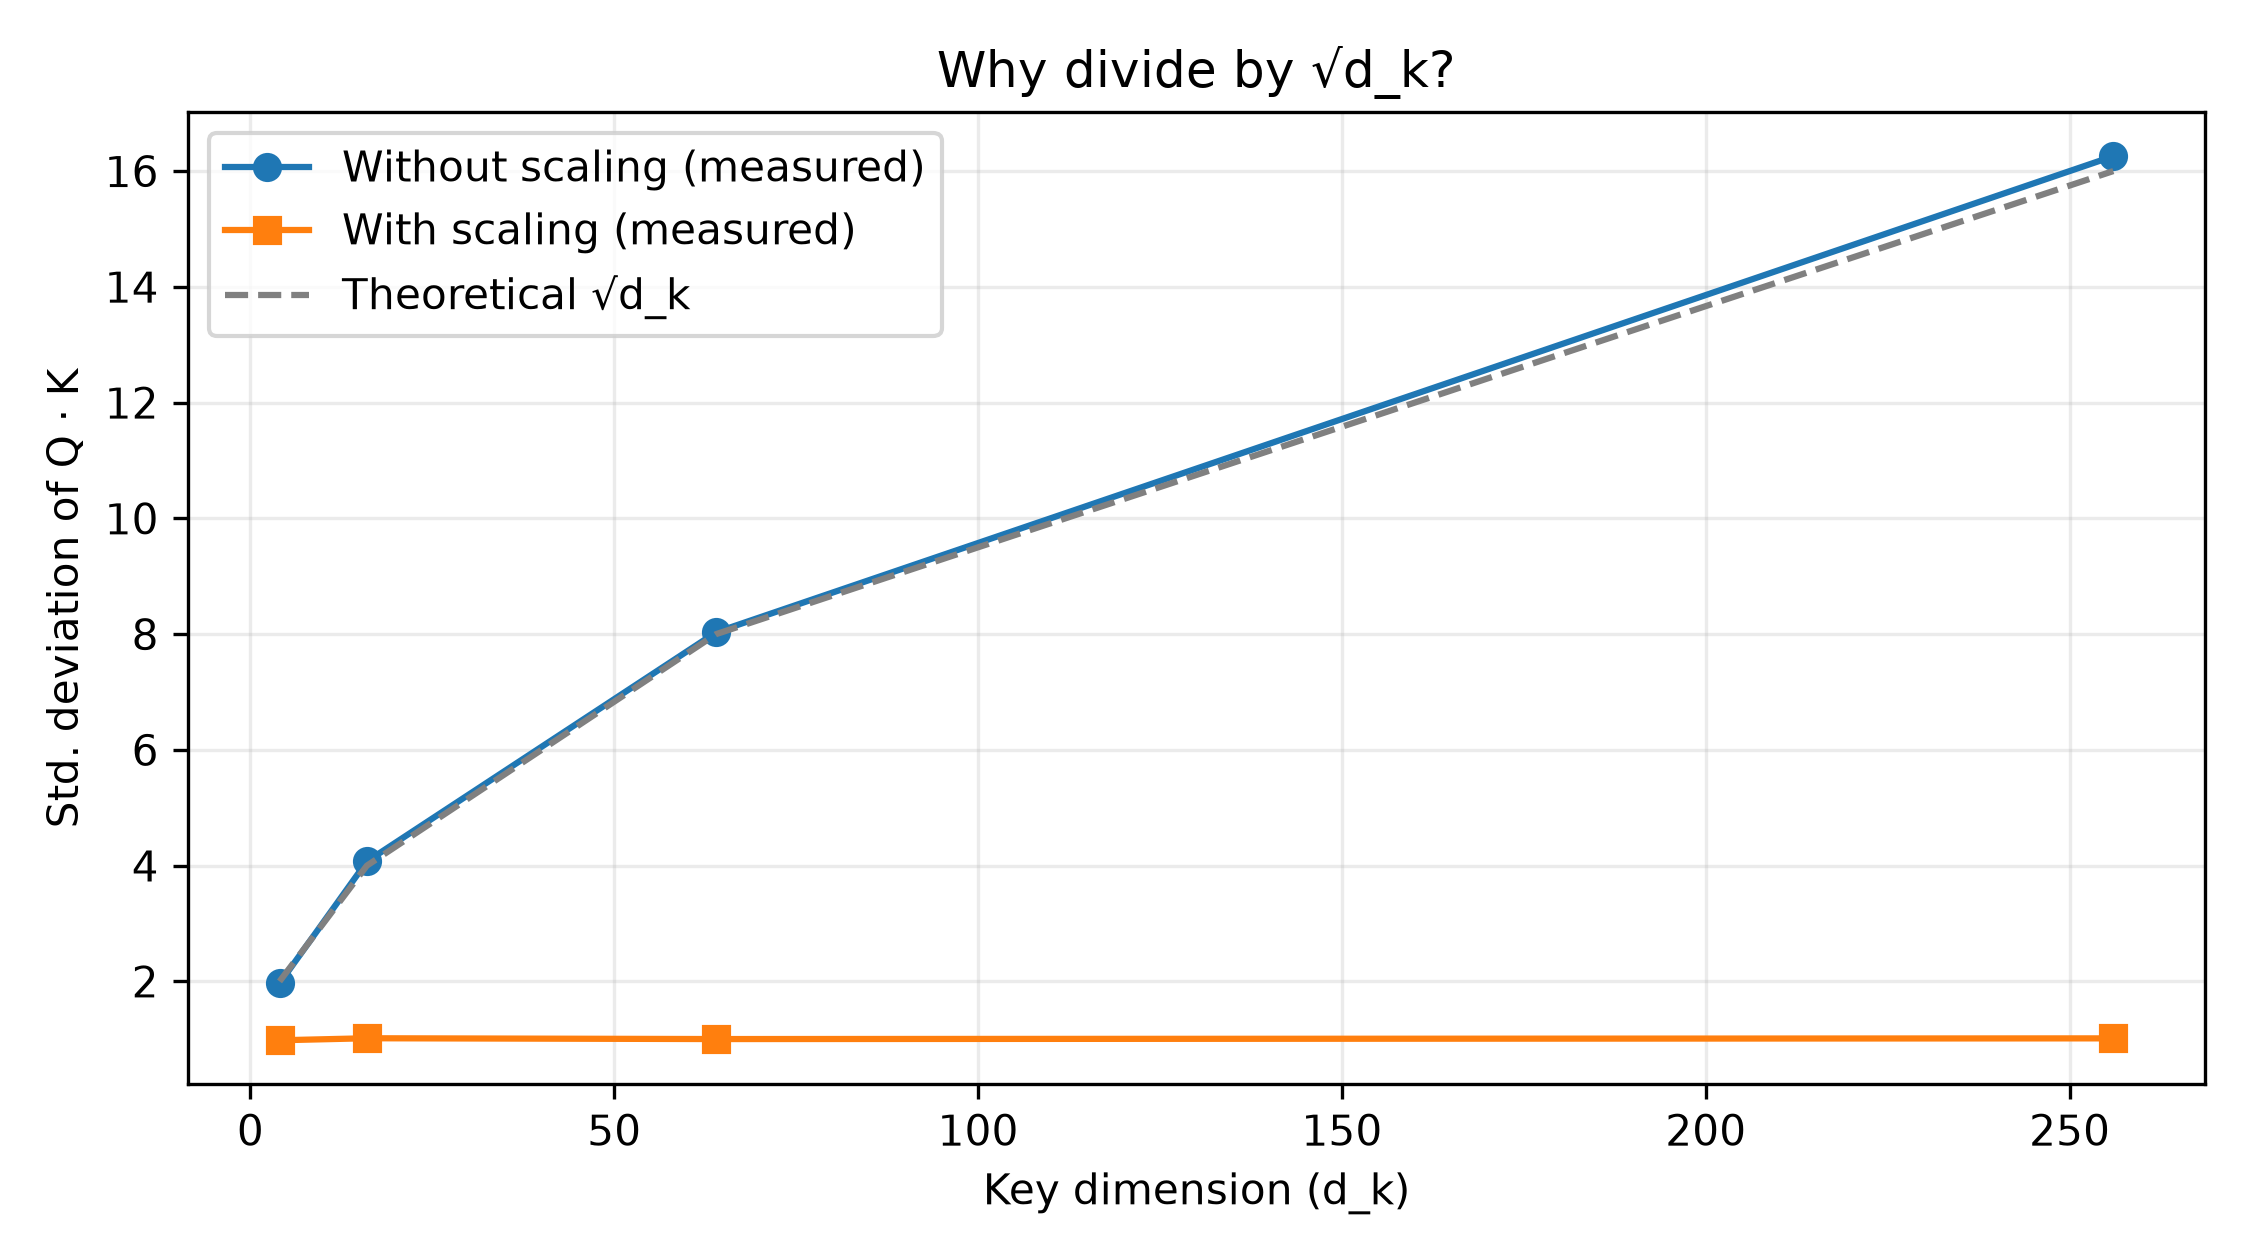 Why divide by √d_k?
Without scaling (measured)
With scaling (measured)
Theoretical √d_k
Std. deviation of Q · K
16
14
12
10
8
6
4
2
0 50 100 150 200 250
Key dimension (d_k)